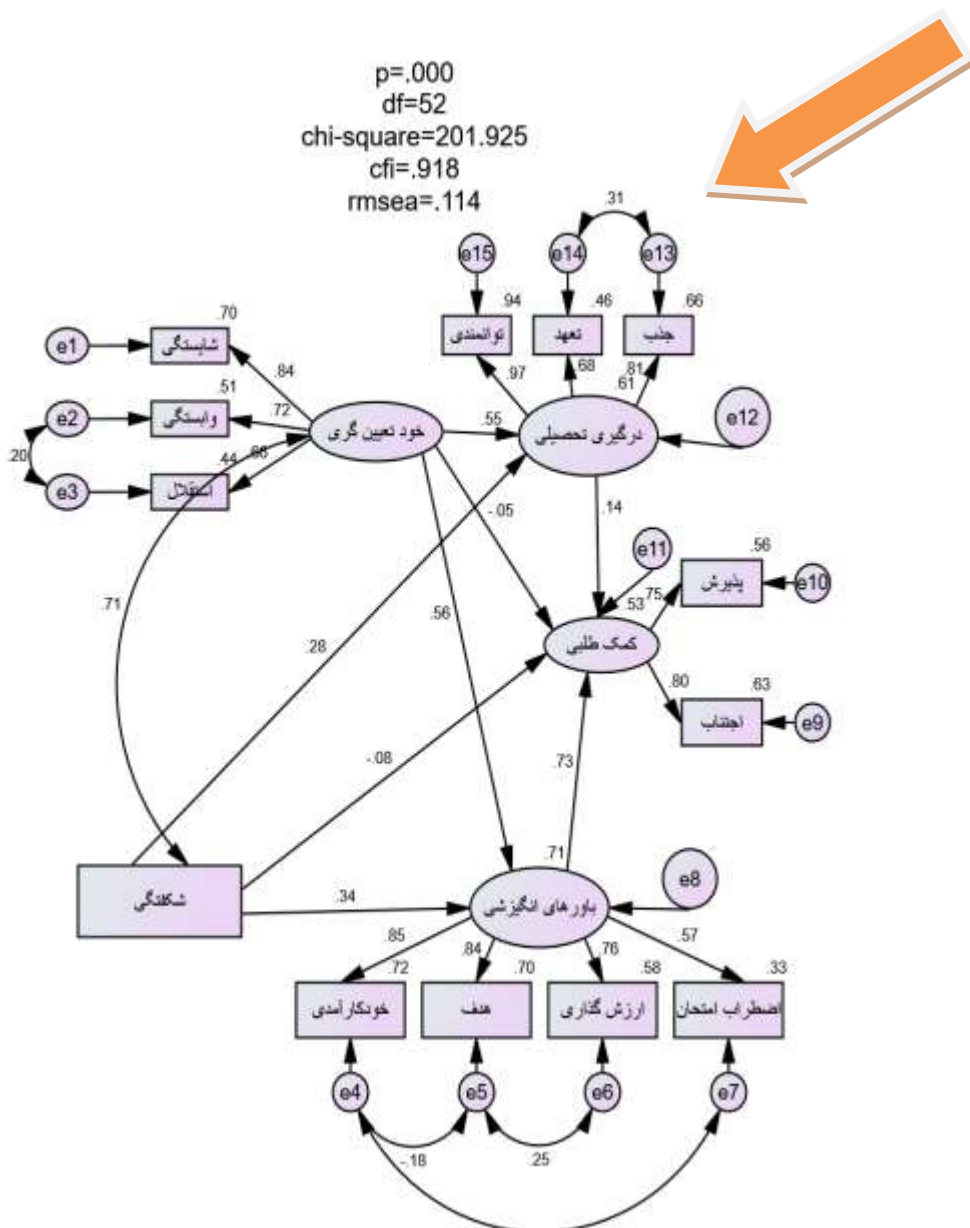 p=.000
df=52
chi-square=201.925
cfi=.918
rmsea=.114
.31
e15
e14
e13
.94
.46
.66
توانمندی
تعهد
جذب
.97
.68
.81
.61
.70
e1
شایستگی
.84
.51
e2
وابستگی
.72
.20
.44
.66
e3
استقلال
خود تعیین گری
.55
درگیری تحصیلی
e12
-.05
.14
e11
.56
.53
.75
پذیرش
e10
کمک طلبی
.71
.56
.28
.80
.63
اجتناب
e9
-.08
.73
.71
e8
شکفتگی
.34
باورهای انگیزشی
.85
.84
.76
.57
.72
.70
.58
.33
خودکارآمدی
هدف
ارزش گذاری
اضطراب امتحان
e4
e5
e6
e7
-.18
.25